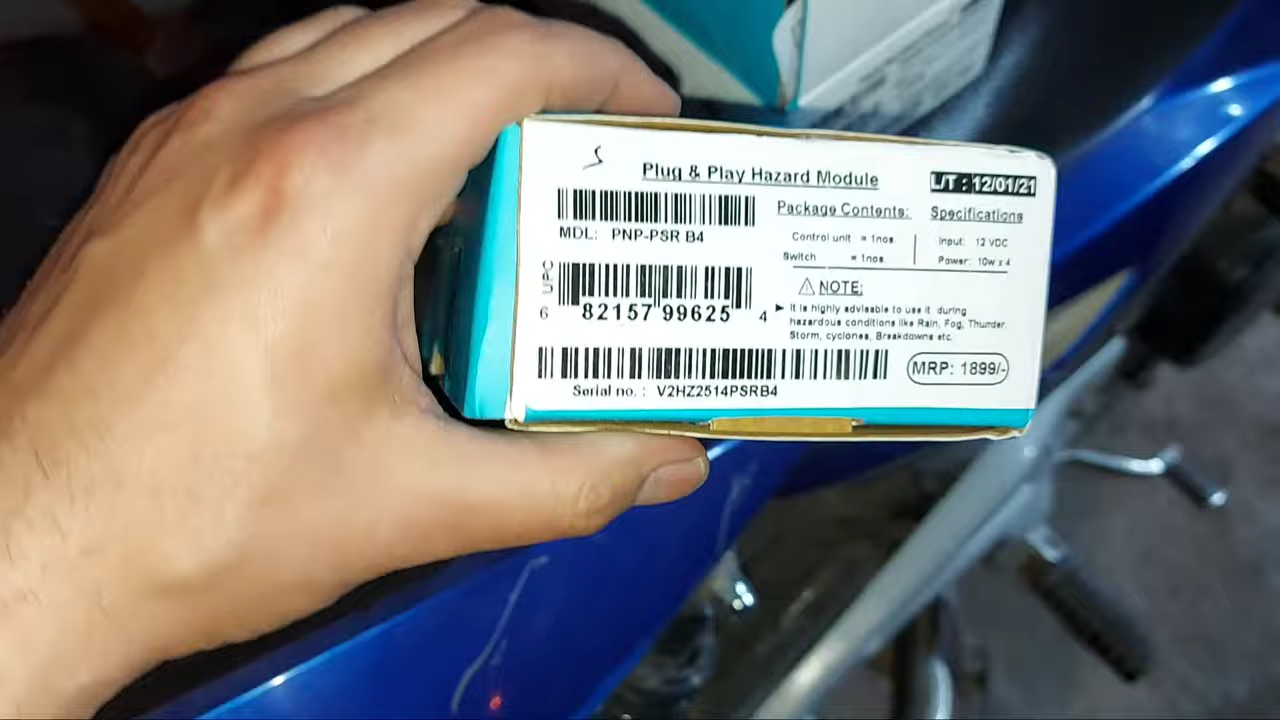 Plug & Play Hazard Module
L/T : 12/01/21
MDL: PNP-PSR B4
Package Contents:
Control unit = 1nos
Switch = 1nos
Specifications
Input: 12 VDC
Power: 10w x 4
UPC
6 82157 99625 4
NOTE:
It is highly advisable to use it during
hazardous conditions like Rain, Fog, Thunder,
Storm, cyclones, Breakdowns etc.
Serial no. : V2HZ2514PSRB4
MRP: 1899/-